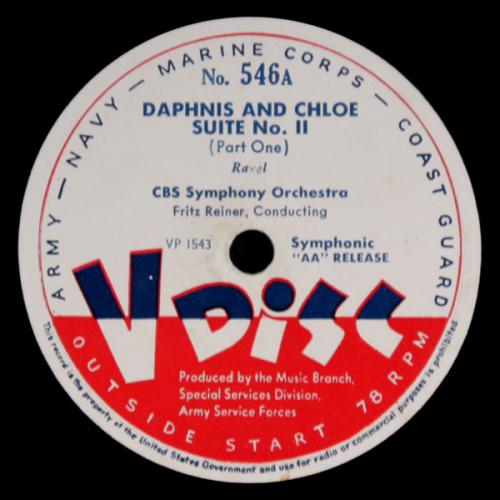 ARMY — NAVY — MARINE CORPS — COAST GUARD
No. 546A
DAPHNIS AND CHLOE
SUITE No. II
(Part One)
Ravel
CBS Symphony Orchestra
Fritz Reiner, Conducting
VP 1543
Symphonic
"AA" RELEASE
V DISC
Produced by the Music Branch,
Special Services Division,
Army Service Forces
OUTSIDE START 78 RPM
This record is the property of the United States Government and use for radio or commercial purposes is prohibited.